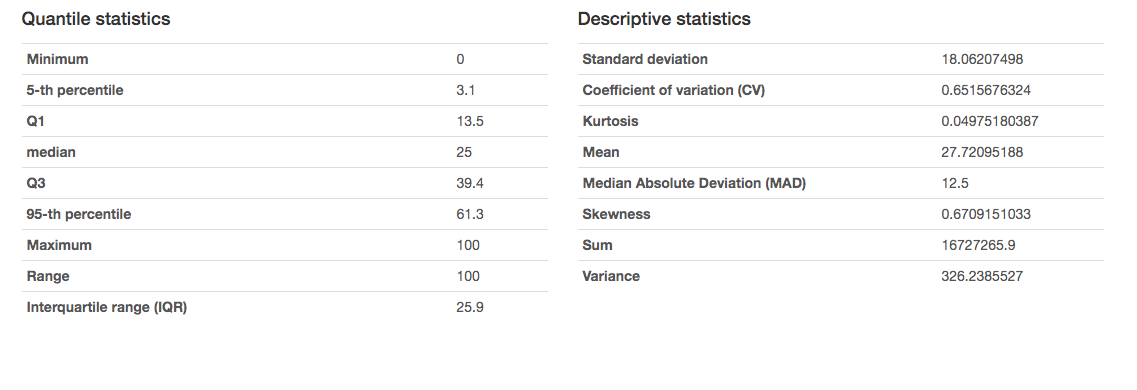 Quantile statistics
Minimum 0
5-th percentile 3.1
Q1 13.5
median 25
Q3 39.4
95-th percentile 61.3
Maximum 100
Range 100
Interquartile range (IQR) 25.9
Descriptive statistics
Standard deviation 18.06207498
Coefficient of variation (CV) 0.6515676324
Kurtosis 0.04975180387
Mean 27.72095188
Median Absolute Deviation (MAD) 12.5
Skewness 0.6709151033
Sum 16727265.9
Variance 326.2385527